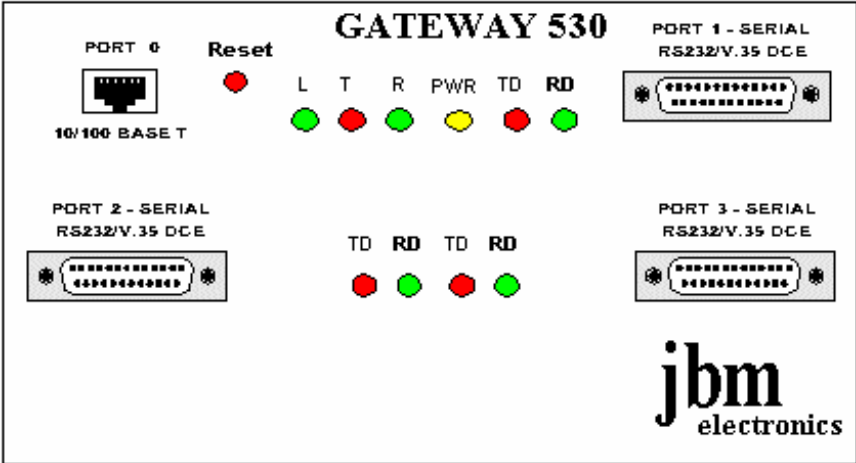 GATEWAY 530
PORT 0
Reset
10/100 BASE T
L T R PWR TD RD
PORT 1 - SERIAL
RS232/V.35 DCE
PORT 2 - SERIAL
RS232/V.35 DCE
TD RD TD RD
PORT 3 - SERIAL
RS232/V.35 DCE
jbm
electronics